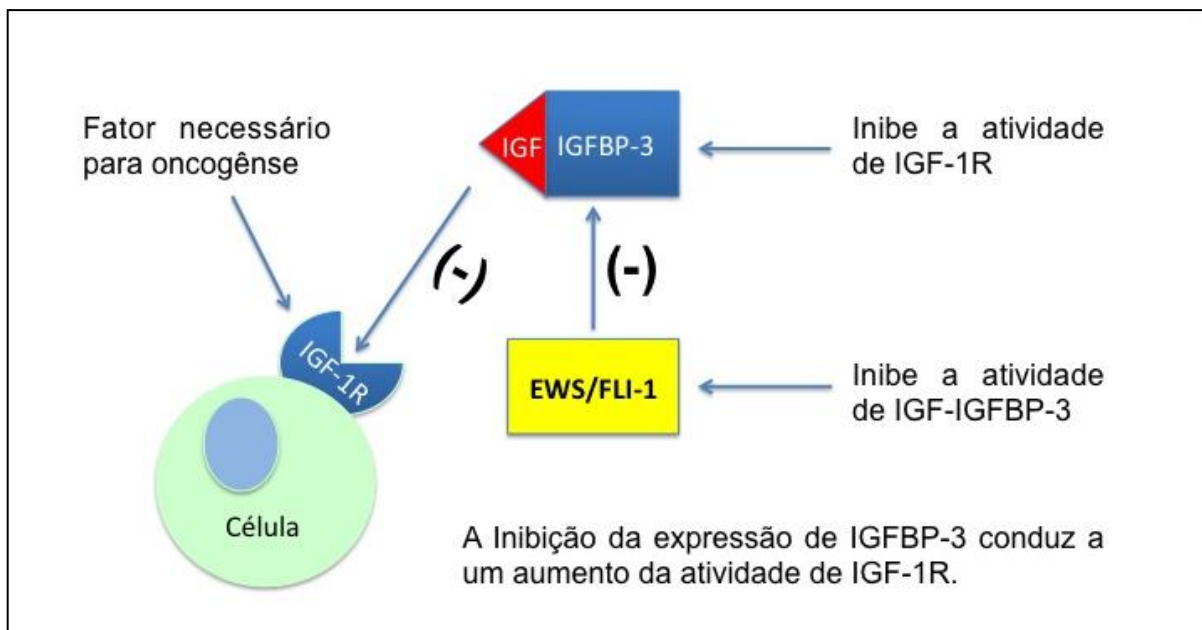 Fator necessário
para oncogênse
IGF
IGFBP-3
Inibe a atividade
de IGF-1R
(-)
(-)
IGF-1R
EWS/FLI-1
Inibe a atividade
de IGF-IGFBP-3
Célula
A Inibição da expressão de IGFBP-3 conduz a
um aumento da atividade de IGF-1R.